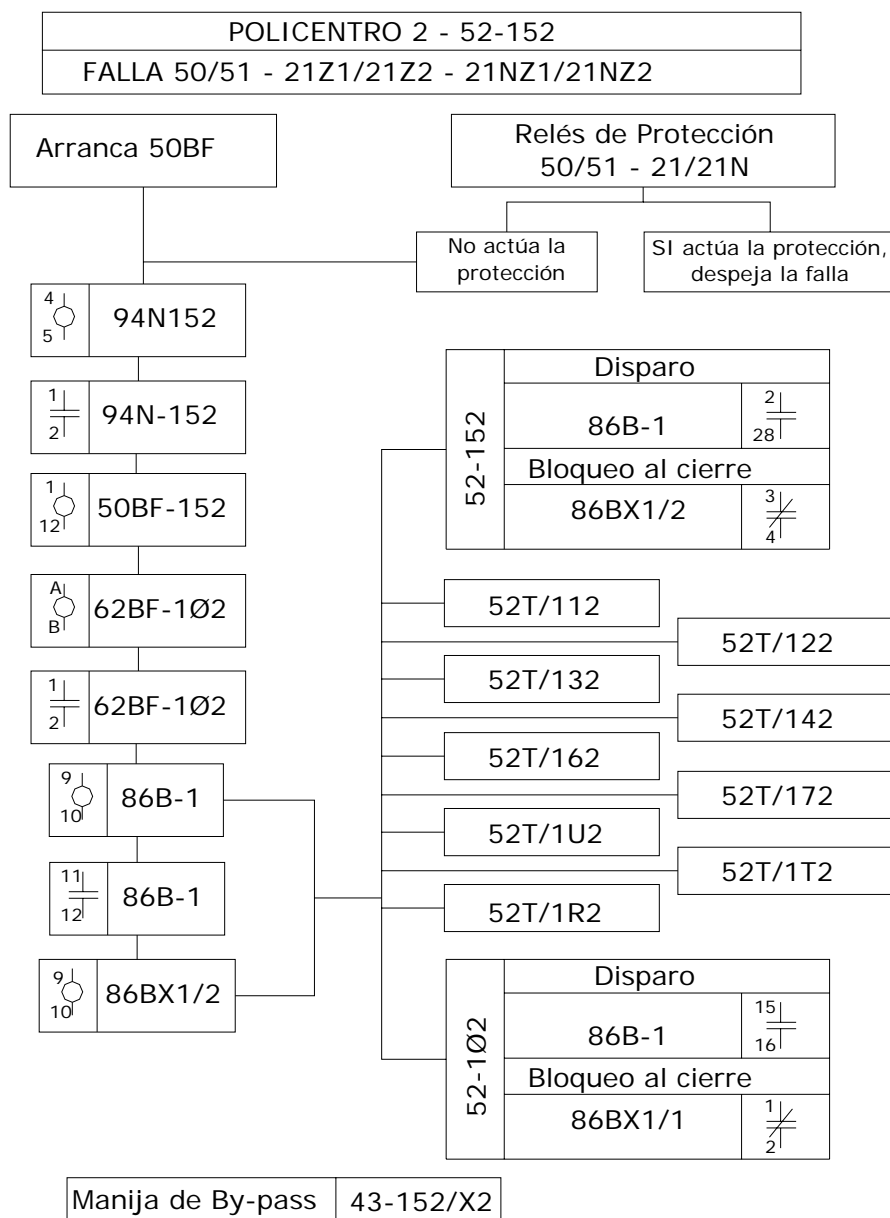 POLICENTRO 2 - 52-152
FALLA 50/51 - 21Z1/21Z2 - 21NZ1/21NZ2
Arranca 50BF
Relés de Protección
50/51 - 21/21N
No actúa la
protección
SI actúa la protección,
despeja la falla
4
5
94N152
1
2
94N-152
1
12
50BF-152
A
B
62BF-1Ø2
1
2
62BF-1Ø2
9
10
86B-1
11
12
86B-1
9
10
86BX1/2
52-152
Disparo
86B-1
2
28
Bloqueo al cierre
86BX1/2
3
4
52T/112
52T/122
52T/132
52T/142
52T/162
52T/172
52T/1U2
52T/1T2
52T/1R2
52-1Ø2
Disparo
86B-1
15
16
Bloqueo al cierre
86BX1/1
1
2
Manija de By-pass 43-152/X2